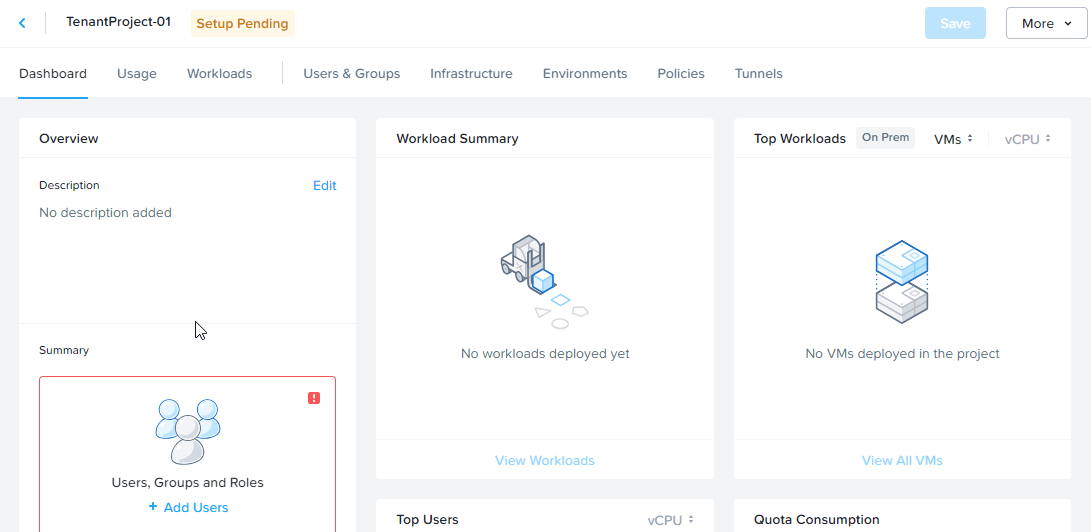 TenantProject-01 Setup Pending Save More
Dashboard Usage Workloads Users & Groups Infrastructure Environments Policies Tunnels
Overview
Description Edit
No description added
Summary
!
Users, Groups and Roles
+ Add Users
Workload Summary
No workloads deployed yet
View Workloads
Top Workloads On Prem VMs vCPU
No VMs deployed in the project
View All VMs
Top Users vCPU
Quota Consumption